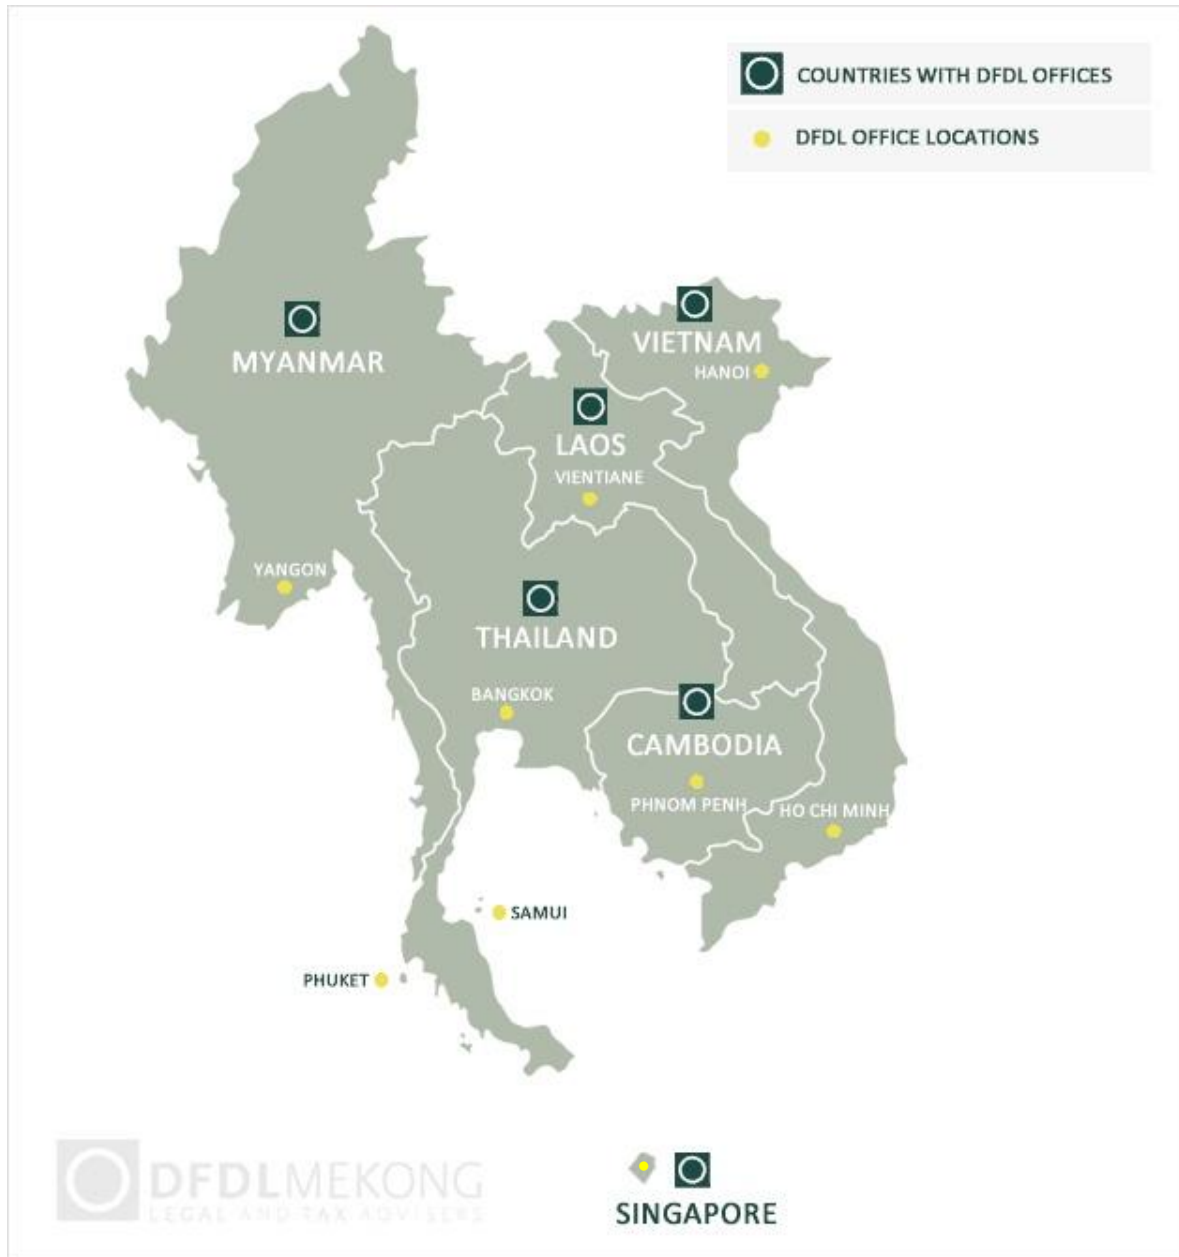 COUNTRIES WITH DFDL OFFICES
DFDL OFFICE LOCATIONS
VIETNAM
MYANMAR
HANOI
LAOS
VIENTIANE
YANGON
THAILAND
BANGKOK
CAMBODIA
PHNOM PENH
HO CHI MINH
SAMUI
PHUKET
DFDLMEKONG
LEGAL AND TAX ADVISERS
SINGAPORE